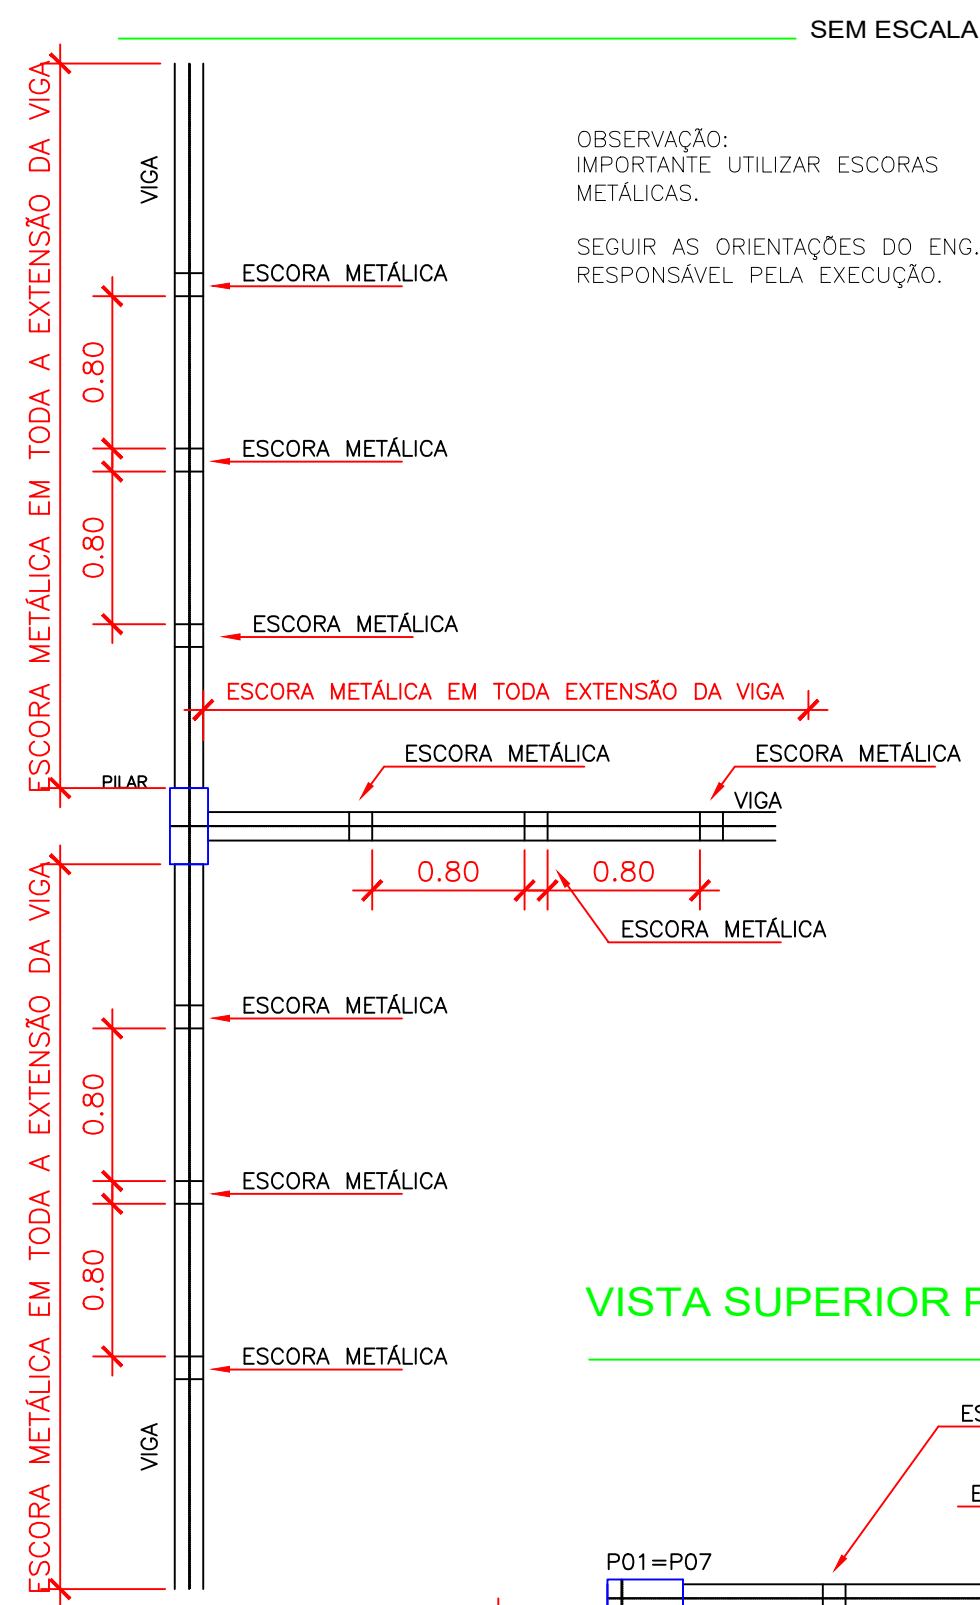 SEM ESCALA
ESCORA METÁLICA EM TODA A EXTENSÃO DA VIGA
VIGA
OBSERVAÇÃO:
IMPORTANTE UTILIZAR ESCORAS
METÁLICAS.
SEGUIR AS ORIENTAÇÕES DO ENG.
RESPONSÁVEL PELA EXECUÇÃO.
ESCORA METÁLICA
0.80
ESCORA METÁLICA
0.80
ESCORA METÁLICA
ESCORA METÁLICA EM TODA EXTENSÃO DA VIGA
ESCORA METÁLICA
ESCORA METÁLICA
PILAR
VIGA
0.80
0.80
ESCORA METÁLICA
ESCORA METÁLICA EM TODA A EXTENSÃO DA VIGA
ESCORA METÁLICA
0.80
ESCORA METÁLICA
0.80
ESCORA METÁLICA
VIGA
VISTA SUPERIOR
P01=P07